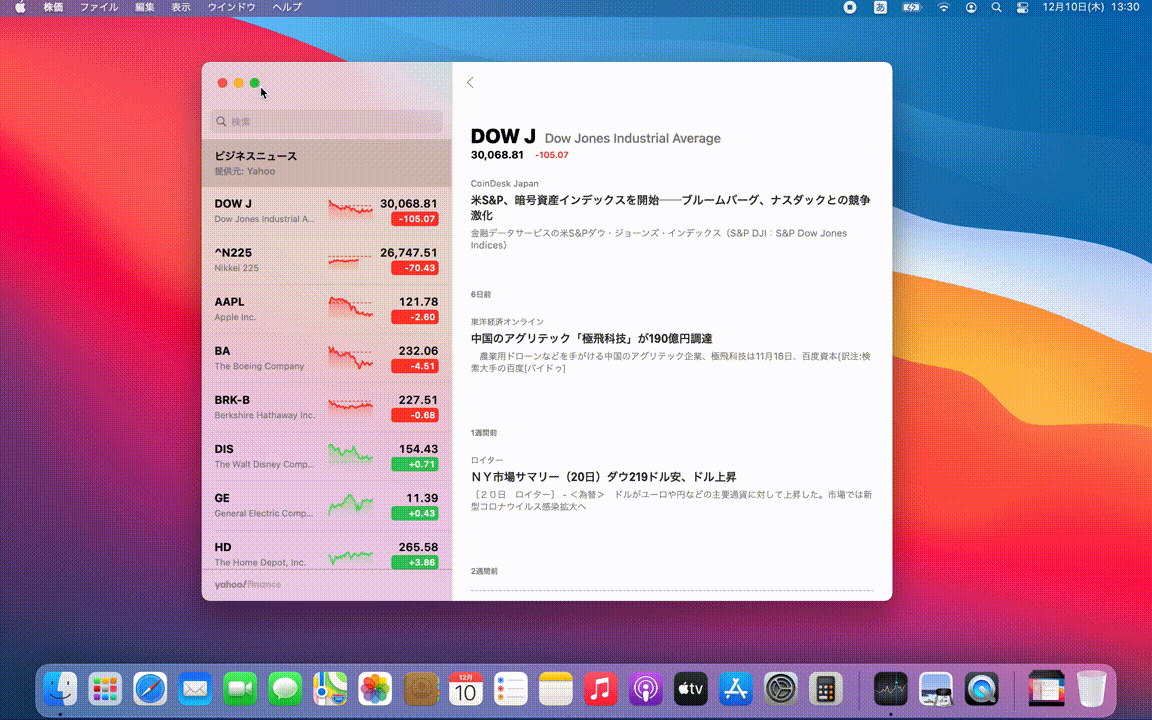 株価 ファイル 編集 表示 ウインドウ ヘルプ あ 12月10日(木) 13:30
検索
ビジネスニュース
提供元: Yahoo
DOW J 30,068.81
Dow Jones Industrial A... -105.07
^N225 26,747.51
Nikkei 225 -70.43
AAPL 121.78
Apple Inc. -2.60
BA 232.06
The Boeing Company -4.51
BRK-B 227.51
Berkshire Hathaway Inc. -0.68
DIS 154.43
The Walt Disney Comp... +0.71
GE 11.39
General Electric Comp... +0.43
HD 265.58
The Home Depot, Inc. +3.86
yahoo!finance
DOW J Dow Jones Industrial Average
30,068.81 -105.07
CoinDesk Japan
米S&P、暗号資産インデックスを開始──ブルームバーグ、ナスダックとの競争
激化
金融データサービスの米S&Pダウ・ジョーンズ・インデックス（S&P DJI：S&P Dow Jones
Indices）
6日前
東洋経済オンライン
中国のアグリテック「極飛科技」が190億円調達
農業用ドローンなどを手がける中国のアグリテック企業、極飛科技は11月16日、百度資本(訳注:検
索大手の百度[バイドゥ]
1週間前
ロイター
ＮＹ市場サマリー（20日）ダウ219ドル安、ドル上昇
［２０日　ロイター］ - ＜為替＞　ドルがユーロや円などの主要通貨に対して上昇した。市場では新
型コロナウイルス感染拡大へ
2週間前
12月
10
tv